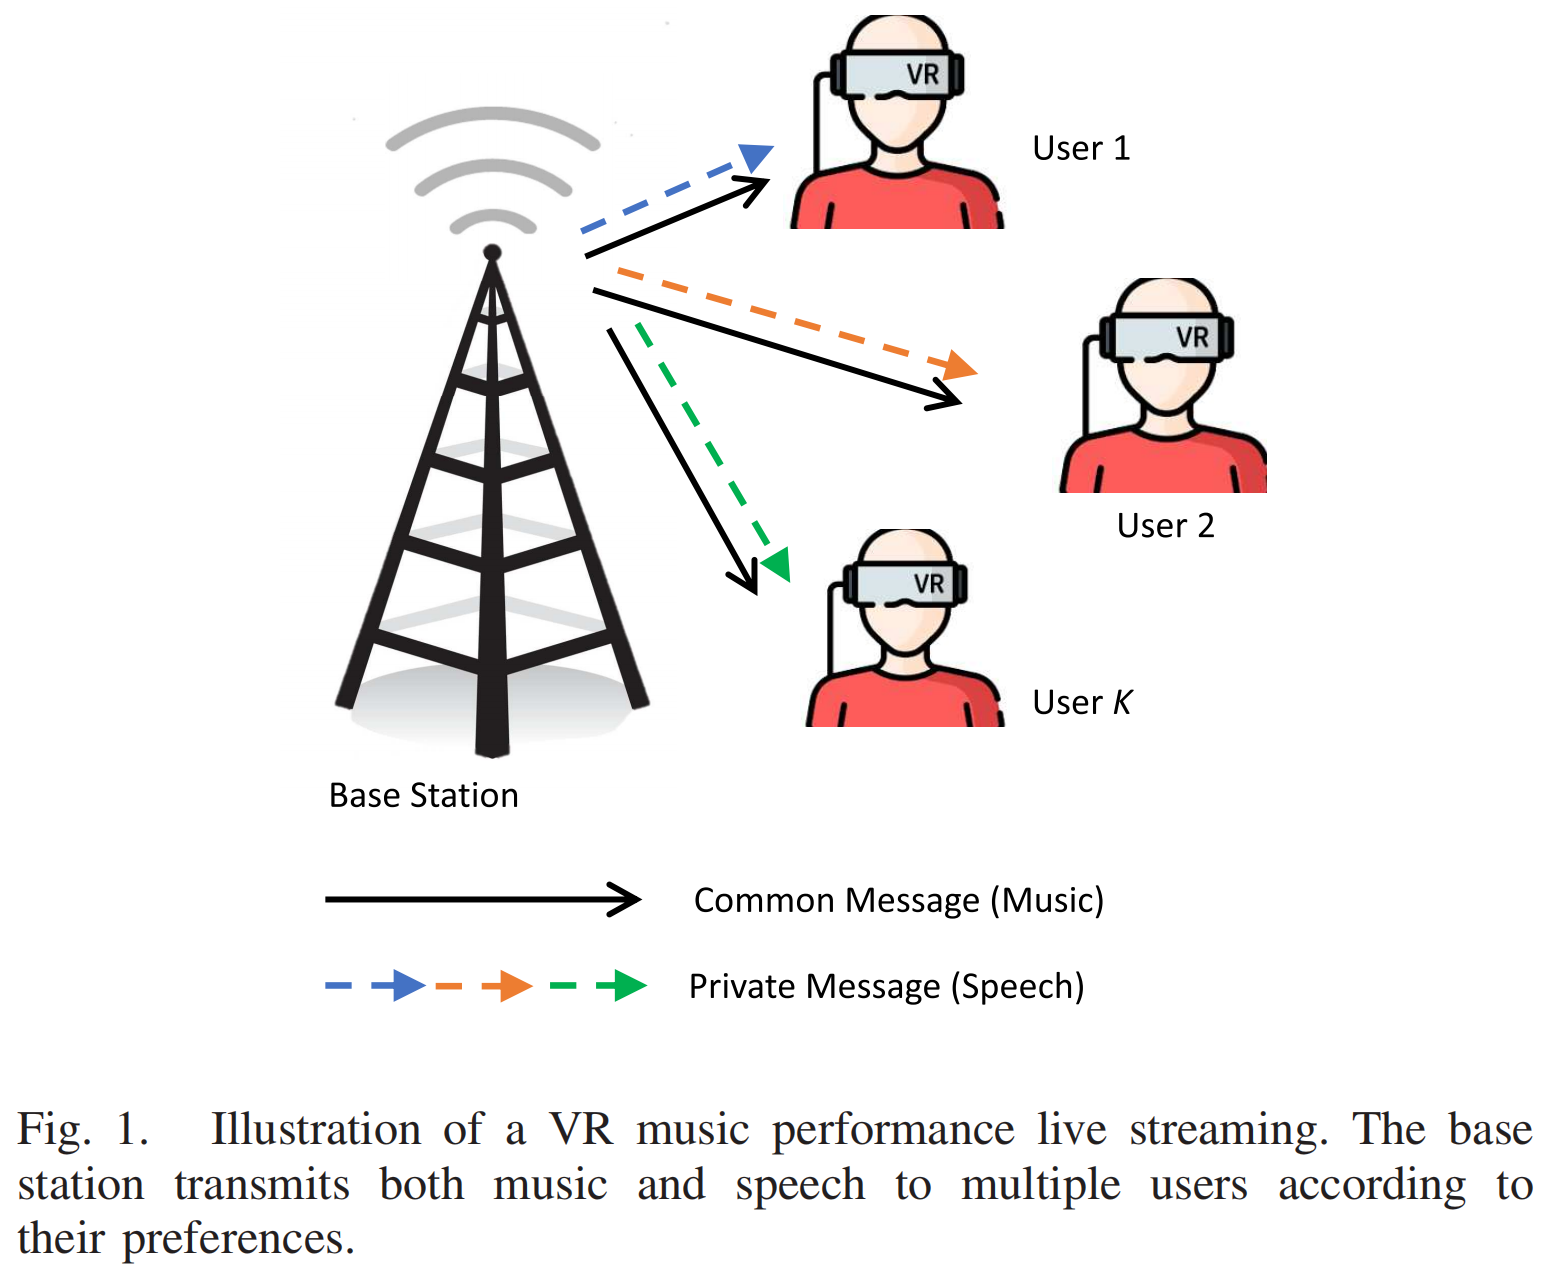 VR
User 1
VR
User 2
VR
User K
Base Station
Common Message (Music)
Private Message (Speech)
Fig. 1. Illustration of a VR music performance live streaming. The base
station transmits both music and speech to multiple users according to
their preferences.